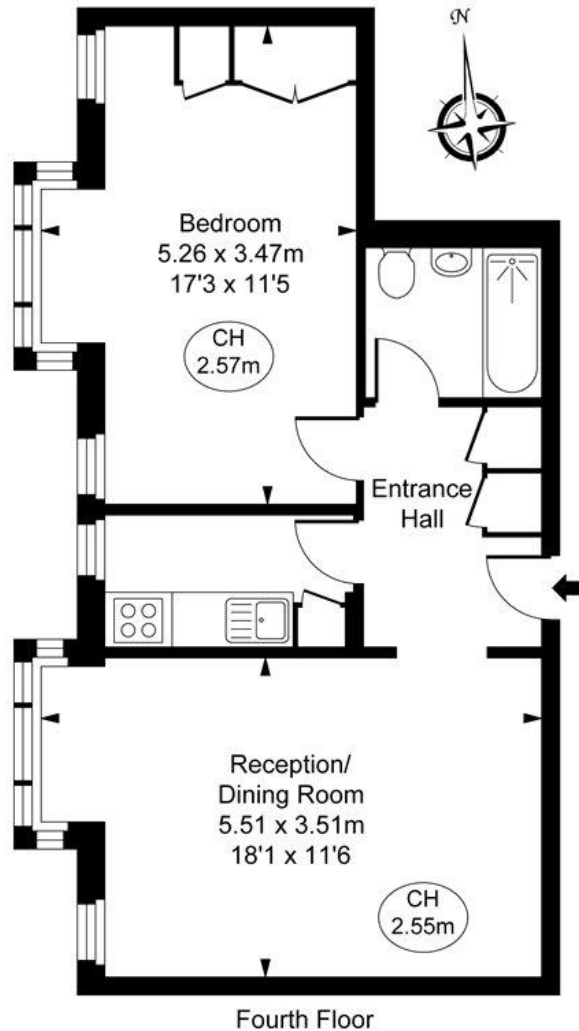 N
Bedroom
5.26 x 3.47m
17'3 x 11'5
CH
2.57m
Entrance
Hall
Reception/
Dining Room
5.51 x 3.51m
18'1 x 11'6
CH
2.55m
Fourth Floor